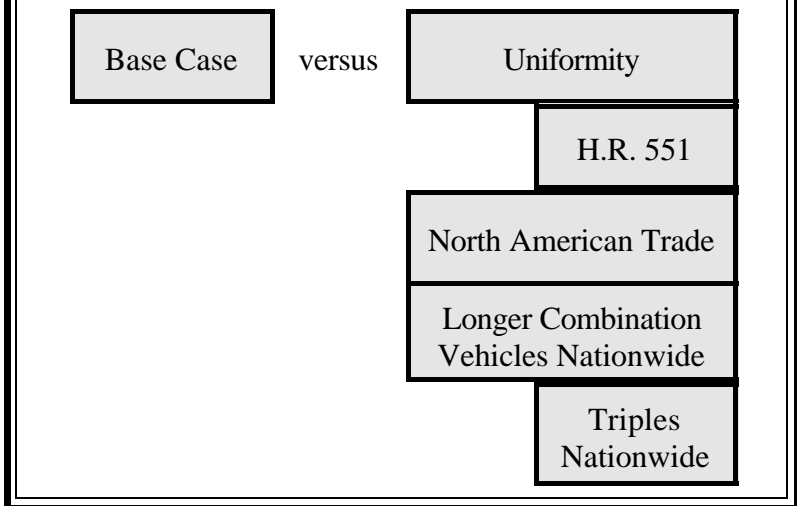 Base Case versus Uniformity
H.R. 551
North American Trade
Longer Combination
Vehicles Nationwide
Triples
Nationwide